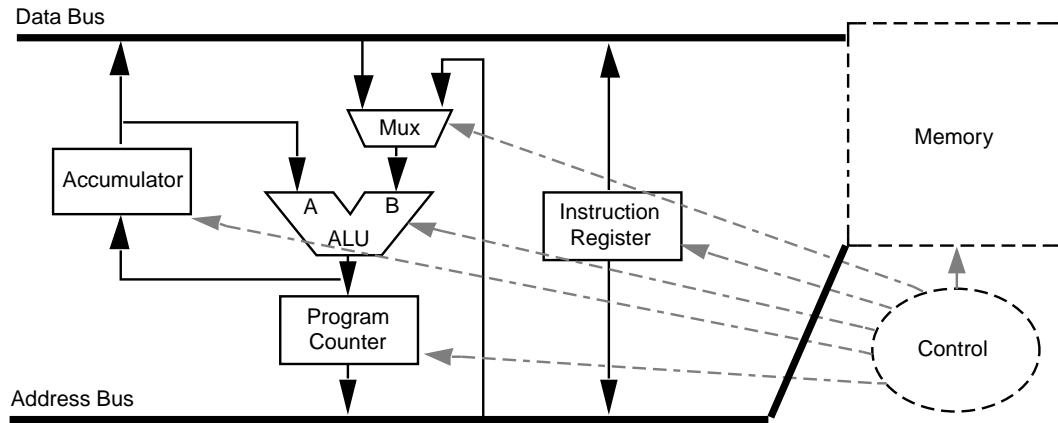 Data Bus
Mux
Memory
Accumulator
A
B
ALU
Instruction
Register
Program
Counter
Control
Address Bus